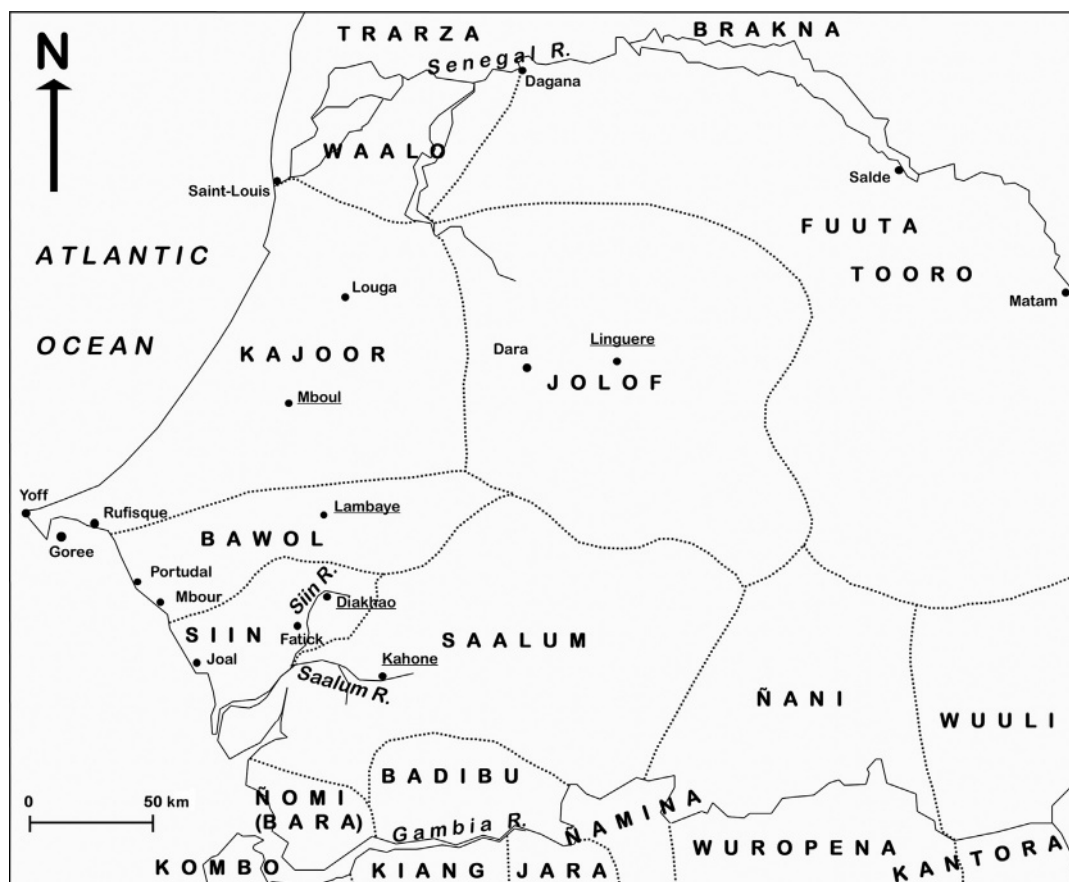 TRARZA
BRAKNA
N
Senegal R.
Dagana
WAALO
Saint-Louis
Salde
FUUTA
TOORO
ATLANTIC
OCEAN
Matam
Louga
KAJOOR
Dara
Linguere
JOLOF
Mboul
Yoff
Rufisque
Goree
Lambaye
BAWOL
Portudal
Mbour
Siin R.
Diakhao
SIIN
Fatick
Joal
SAALUM
Kahone
Saalum R.
ÑANI
WUULI
BADIBU
0 50 km
ÑOMI
(BARA)
Gambia R.
ÑAMINA
KOMBO
KIANG
JARA
WUROPENA
KANTORA